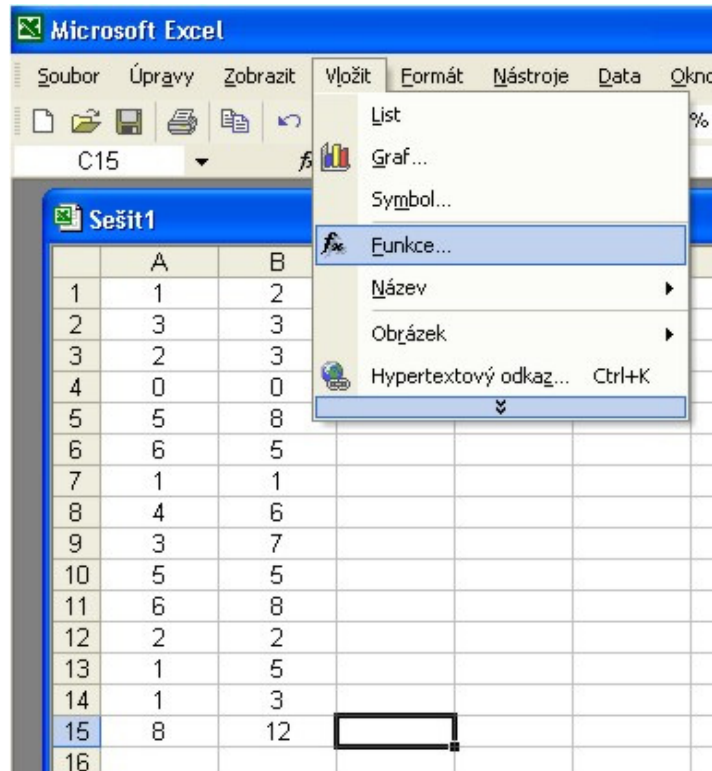 Microsoft Excel
Soubor Úpravy Zobrazit Vložit Formát Nástroje Data Okno
%
C15
List
Graf...
Symbol...
Funkce...
Název
Obrázek
Hypertextový odkaz... Ctrl+K
Sešit1
A B
1 1 2
2 3 3
3 2 3
4 0 0
5 5 8
6 6 5
7 1 1
8 4 6
9 3 7
10 5 5
11 6 8
12 2 2
13 1 5
14 1 3
15 8 12
16